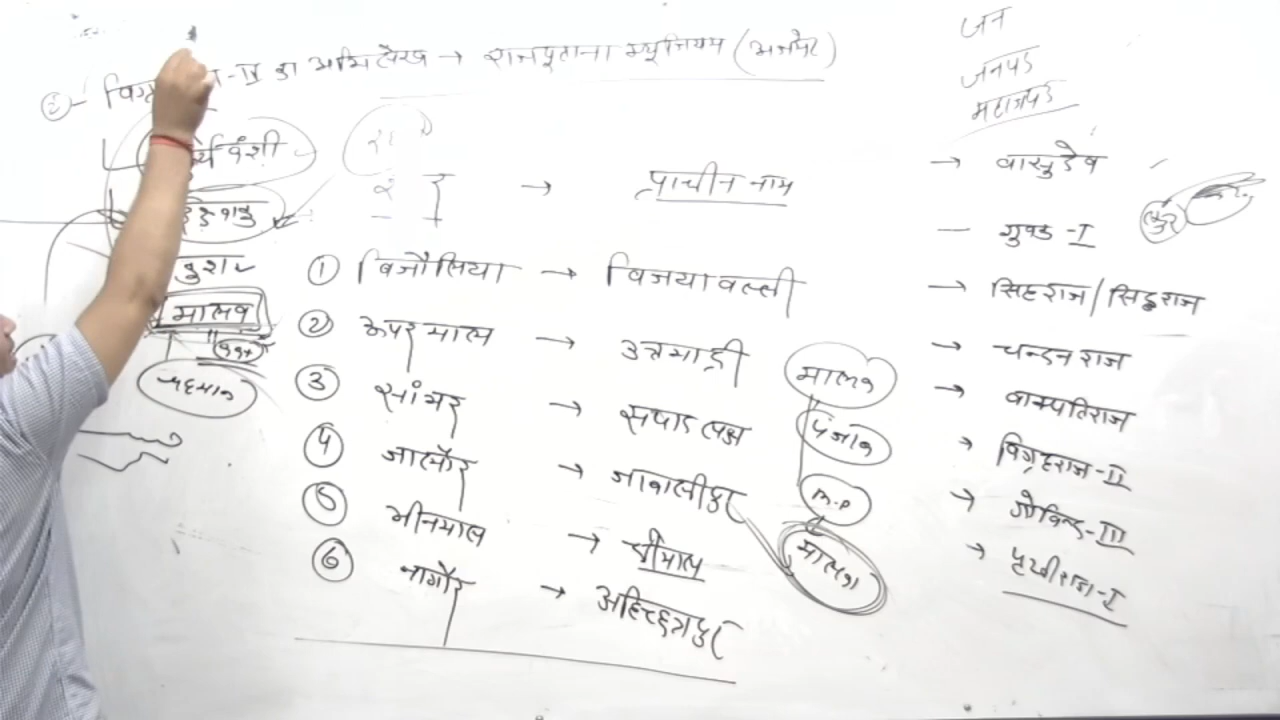 ②- -IV का अभिलेख → राजपूताना म्यूजियम (अजमेर)
वंशी
मालव
→ प्राचीन नाम
① बिजौलिया → विजयावल्ली
② ऊपरमाल → उत्तमाद्री
③ सांभर → सपादलक्ष
④ जालौर → जाबालीपुर
⑤ भीनमाल → श्रीमाल
⑥ नागौर → अहिच्छत्रपुर
मालव
पंजाब
M.P
मालवा
जन
जनपद
महाजपद
→ वासुदेव
— गुवक-I
→ सिंहराज/सिद्धराज
→ चन्दनराज
→ वाक्पतिराज
→ विग्रहराज-II
→ गोविन्द-III
→ पृथ्वीराज-I